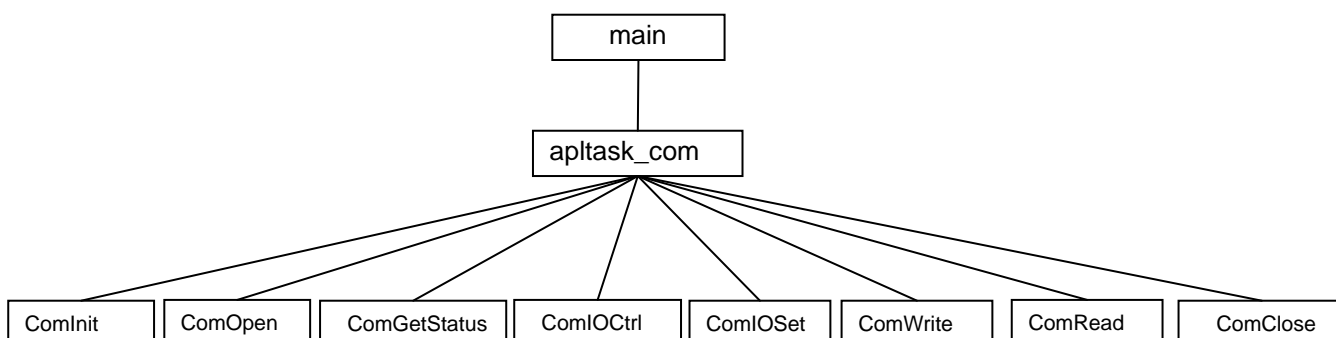 main
apltask_com
ComInit
ComOpen
ComGetStatus
ComIOCtrl
ComIOSet
ComWrite
ComRead
ComClose